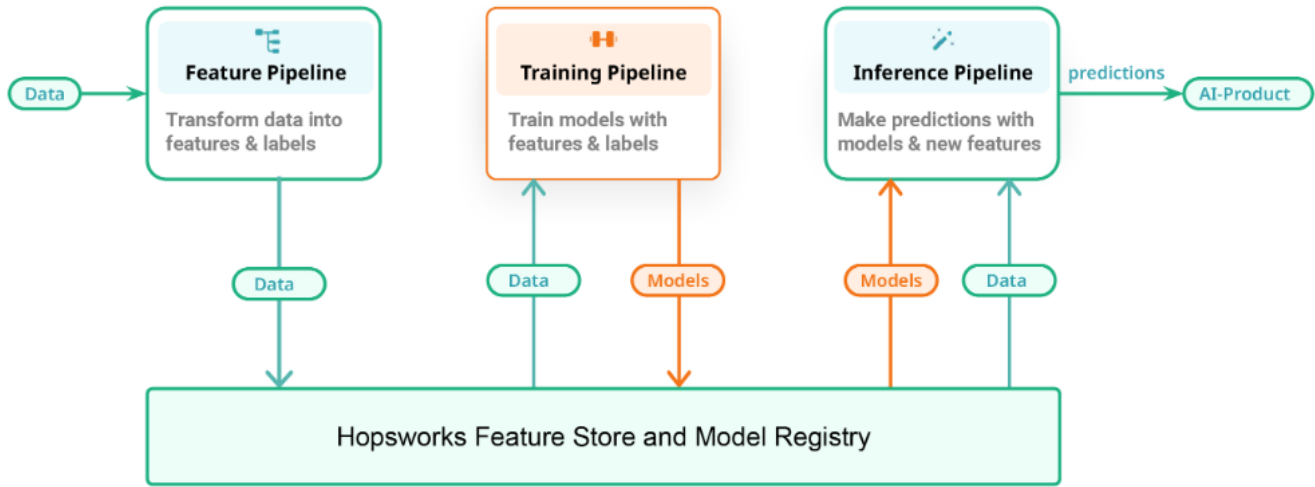 Feature Pipeline
Training Pipeline
Inference Pipeline
predictions
Data
AI-Product
Transform data into
features & labels
Train models with
features & labels
Make predictions with
models & new features
Data
Data
Models
Models
Data
Hopsworks Feature Store and Model Registry